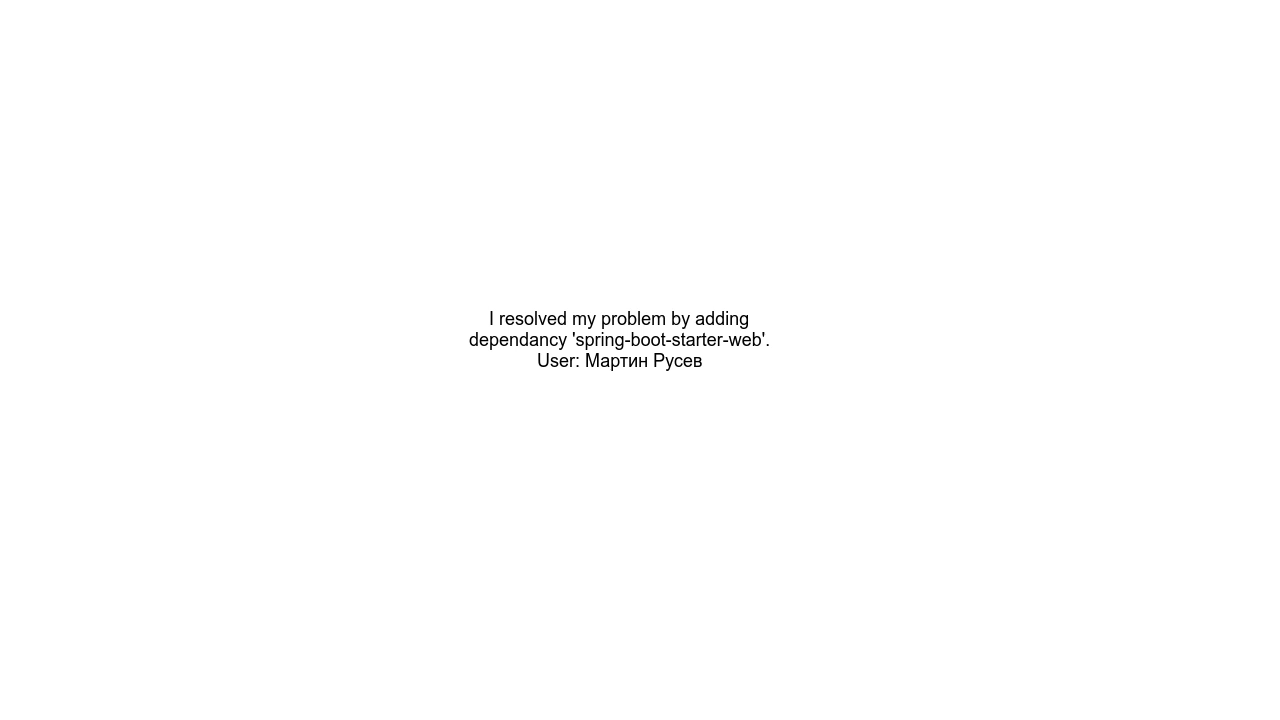 I resolved my problem by adding
dependancy 'spring-boot-starter-web'.
User: Мартин Русев